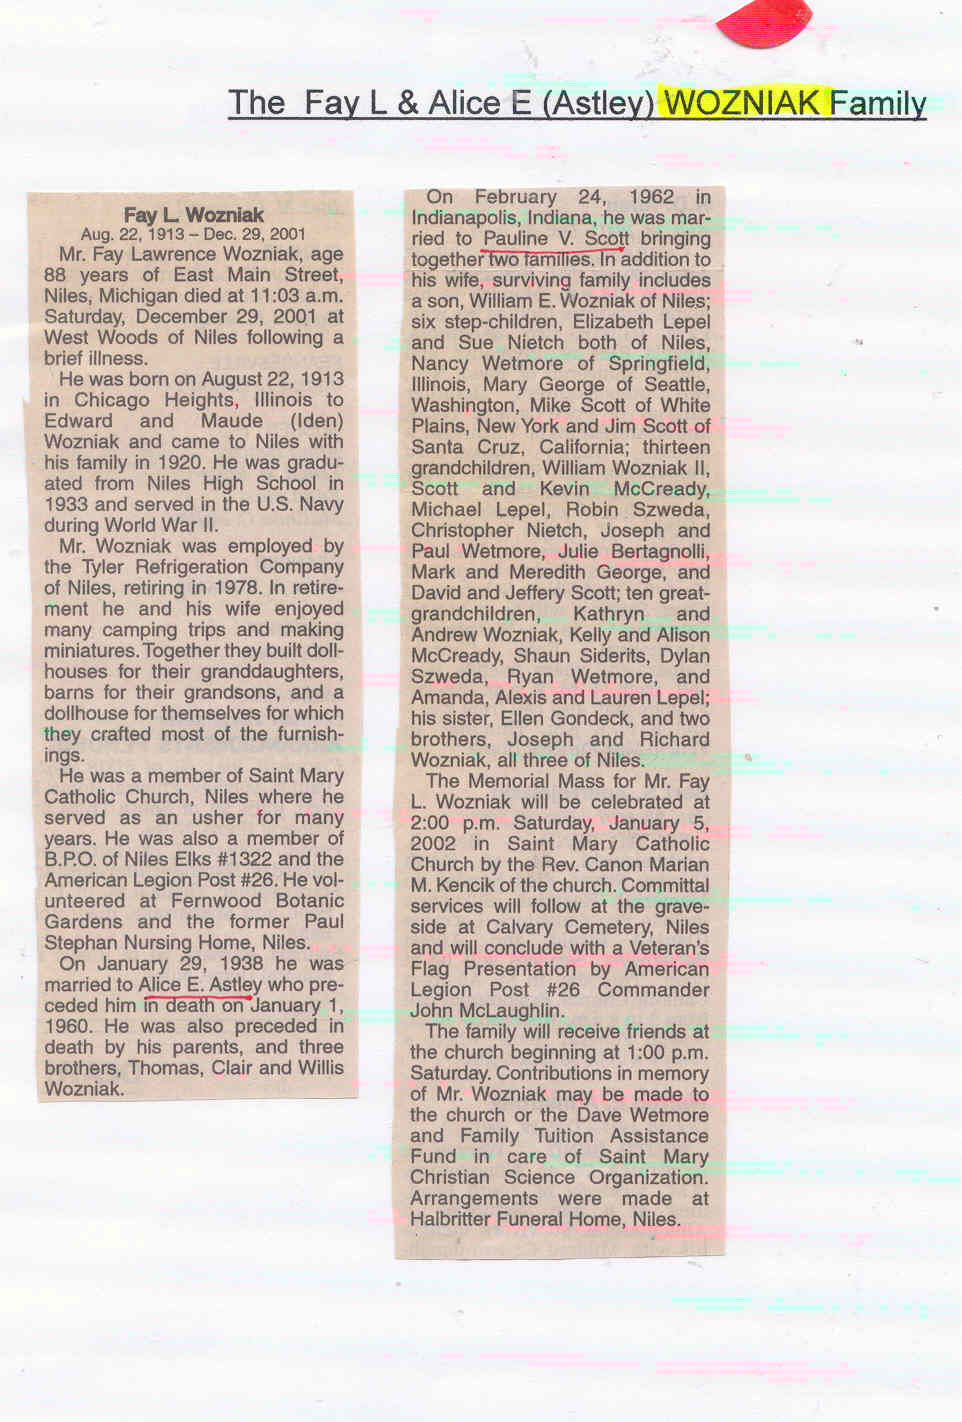 The Fay L & Alice E (Astley) WOZNIAK Family
Fay L. Wozniak
Aug. 22, 1913 – Dec. 29, 2001
Mr. Fay Lawrence Wozniak, age
88 years of East Main Street,
Niles, Michigan died at 11:03 a.m.
Saturday, December 29, 2001 at
West Woods of Niles following a
brief illness.
He was born on August 22, 1913
in Chicago Heights, Illinois to
Edward and Maude (Iden)
Wozniak and came to Niles with
his family in 1920. He was gradu-
ated from Niles High School in
1933 and served in the U.S. Navy
during World War II.
Mr. Wozniak was employed by
the Tyler Refrigeration Company
of Niles, retiring in 1978. In retire-
ment he and his wife enjoyed
many camping trips and making
miniatures. Together they built doll-
houses for their granddaughters,
barns for their grandsons, and a
dollhouse for themselves for which
they crafted most of the furnish-
ings.
He was a member of Saint Mary
Catholic Church, Niles where he
served as an usher for many
years. He was also a member of
B.P.O. of Niles Elks #1322 and the
American Legion Post #26. He vol-
unteered at Fernwood Botanic
Gardens and the former Paul
Stephan Nursing Home, Niles.
On January 29, 1938 he was
married to Alice E. Astley who pre-
ceded him in death on January 1,
1960. He was also preceded in
death by his parents, and three
brothers, Thomas, Clair and Willis
Wozniak.
On February 24, 1962 in
Indianapolis, Indiana, he was mar-
ried to Pauline V. Scott bringing
together two families. In addition to
his wife, surviving family includes
a son, William E. Wozniak of Niles;
six step-children, Elizabeth Lepel
and Sue Nietch both of Niles,
Nancy Wetmore of Springfield,
Illinois, Mary George of Seattle,
Washington, Mike Scott of White
Plains, New York and Jim Scott of
Santa Cruz, California; thirteen
grandchildren, William Wozniak II,
Scott and Kevin McCready,
Michael Lepel, Robin Szweda,
Christopher Nietch, Joseph and
Paul Wetmore, Julie Bertagnolli,
Mark and Meredith George, and
David and Jeffery Scott; ten great-
grandchildren, Kathryn and
Andrew Wozniak, Kelly and Alison
McCready, Shaun Siderits, Dylan
Szweda, Ryan Wetmore, and
Amanda, Alexis and Lauren Lepel;
his sister, Ellen Gondeck, and two
brothers, Joseph and Richard
Wozniak, all three of Niles.
The Memorial Mass for Mr. Fay
L. Wozniak will be celebrated at
2:00 p.m. Saturday, January 5,
2002 in Saint Mary Catholic
Church by the Rev. Canon Marian
M. Kencik of the church. Committal
services will follow at the grave-
side at Calvary Cemetery, Niles
and will conclude with a Veteran's
Flag Presentation by American
Legion Post #26 Commander
John McLaughlin.
The family will receive friends at
the church beginning at 1:00 p.m.
Saturday. Contributions in memory
of Mr. Wozniak may be made to
the church or the Dave Wetmore
and Family Tuition Assistance
Fund in care of Saint Mary
Christian Science Organization.
Arrangements were made at
Halbritter Funeral Home, Niles.